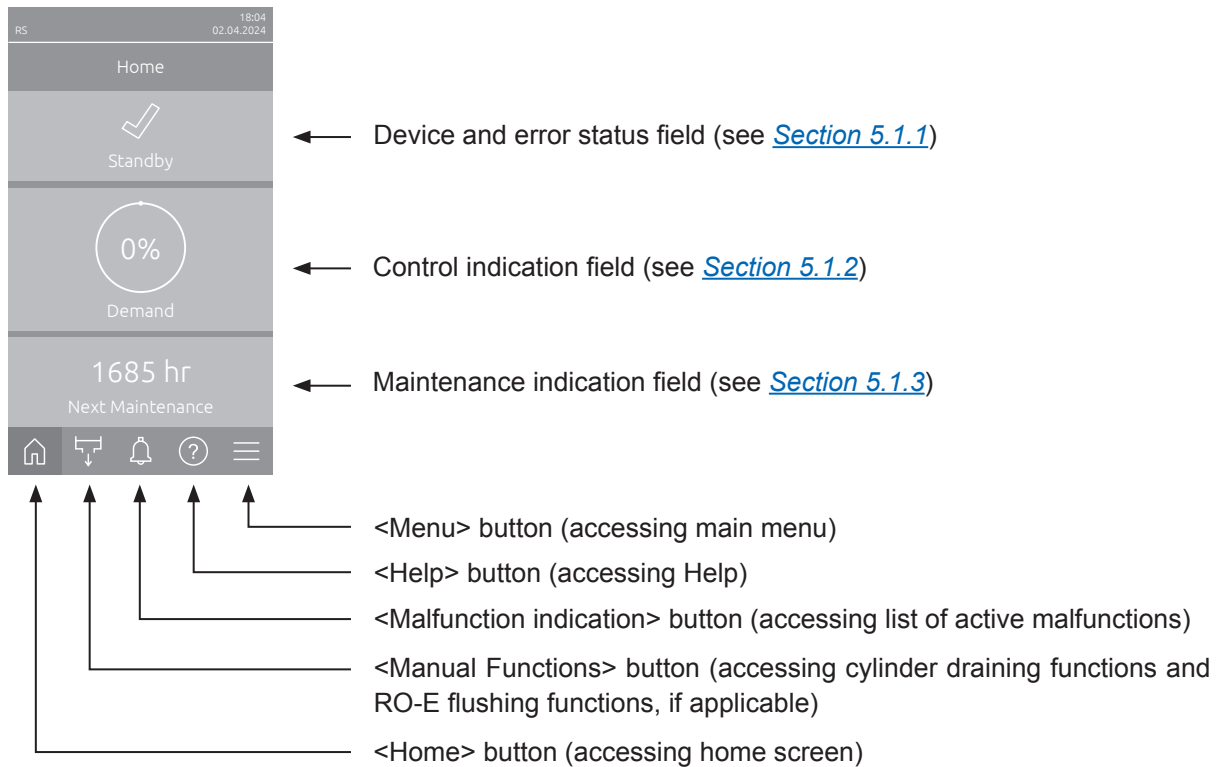 18:04
RS 02.04.2024
Home
Standby
Device and error status field (see Section 5.1.1)
0%
Demand
Control indication field (see Section 5.1.2)
1685 hr
Next Maintenance
Maintenance indication field (see Section 5.1.3)
?
<Menu> button (accessing main menu)
<Help> button (accessing Help)
<Malfunction indication> button (accessing list of active malfunctions)
<Manual Functions> button (accessing cylinder draining functions and
RO-E flushing functions, if applicable)
<Home> button (accessing home screen)